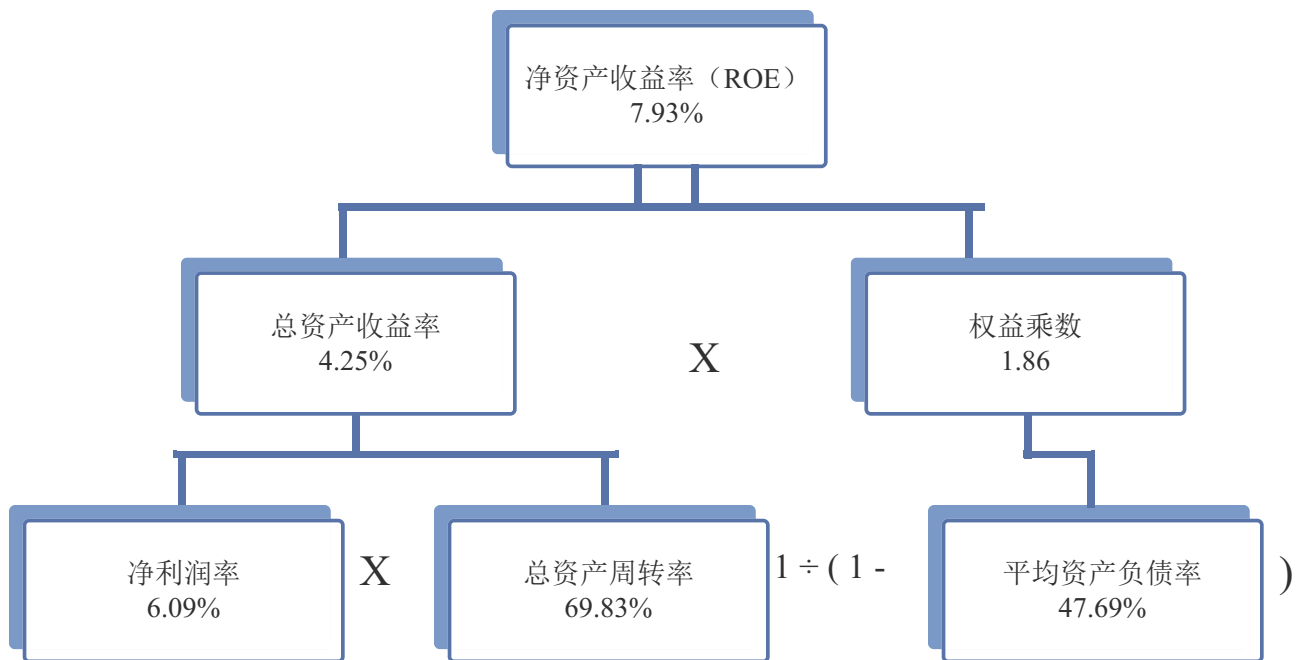 净资产收益率（ROE）
7.93%
总资产收益率
4.25%
X
权益乘数
1.86
净利润率
6.09%
X
总资产周转率
69.83%
1 ÷ ( 1 -
平均资产负债率
47.69%
)